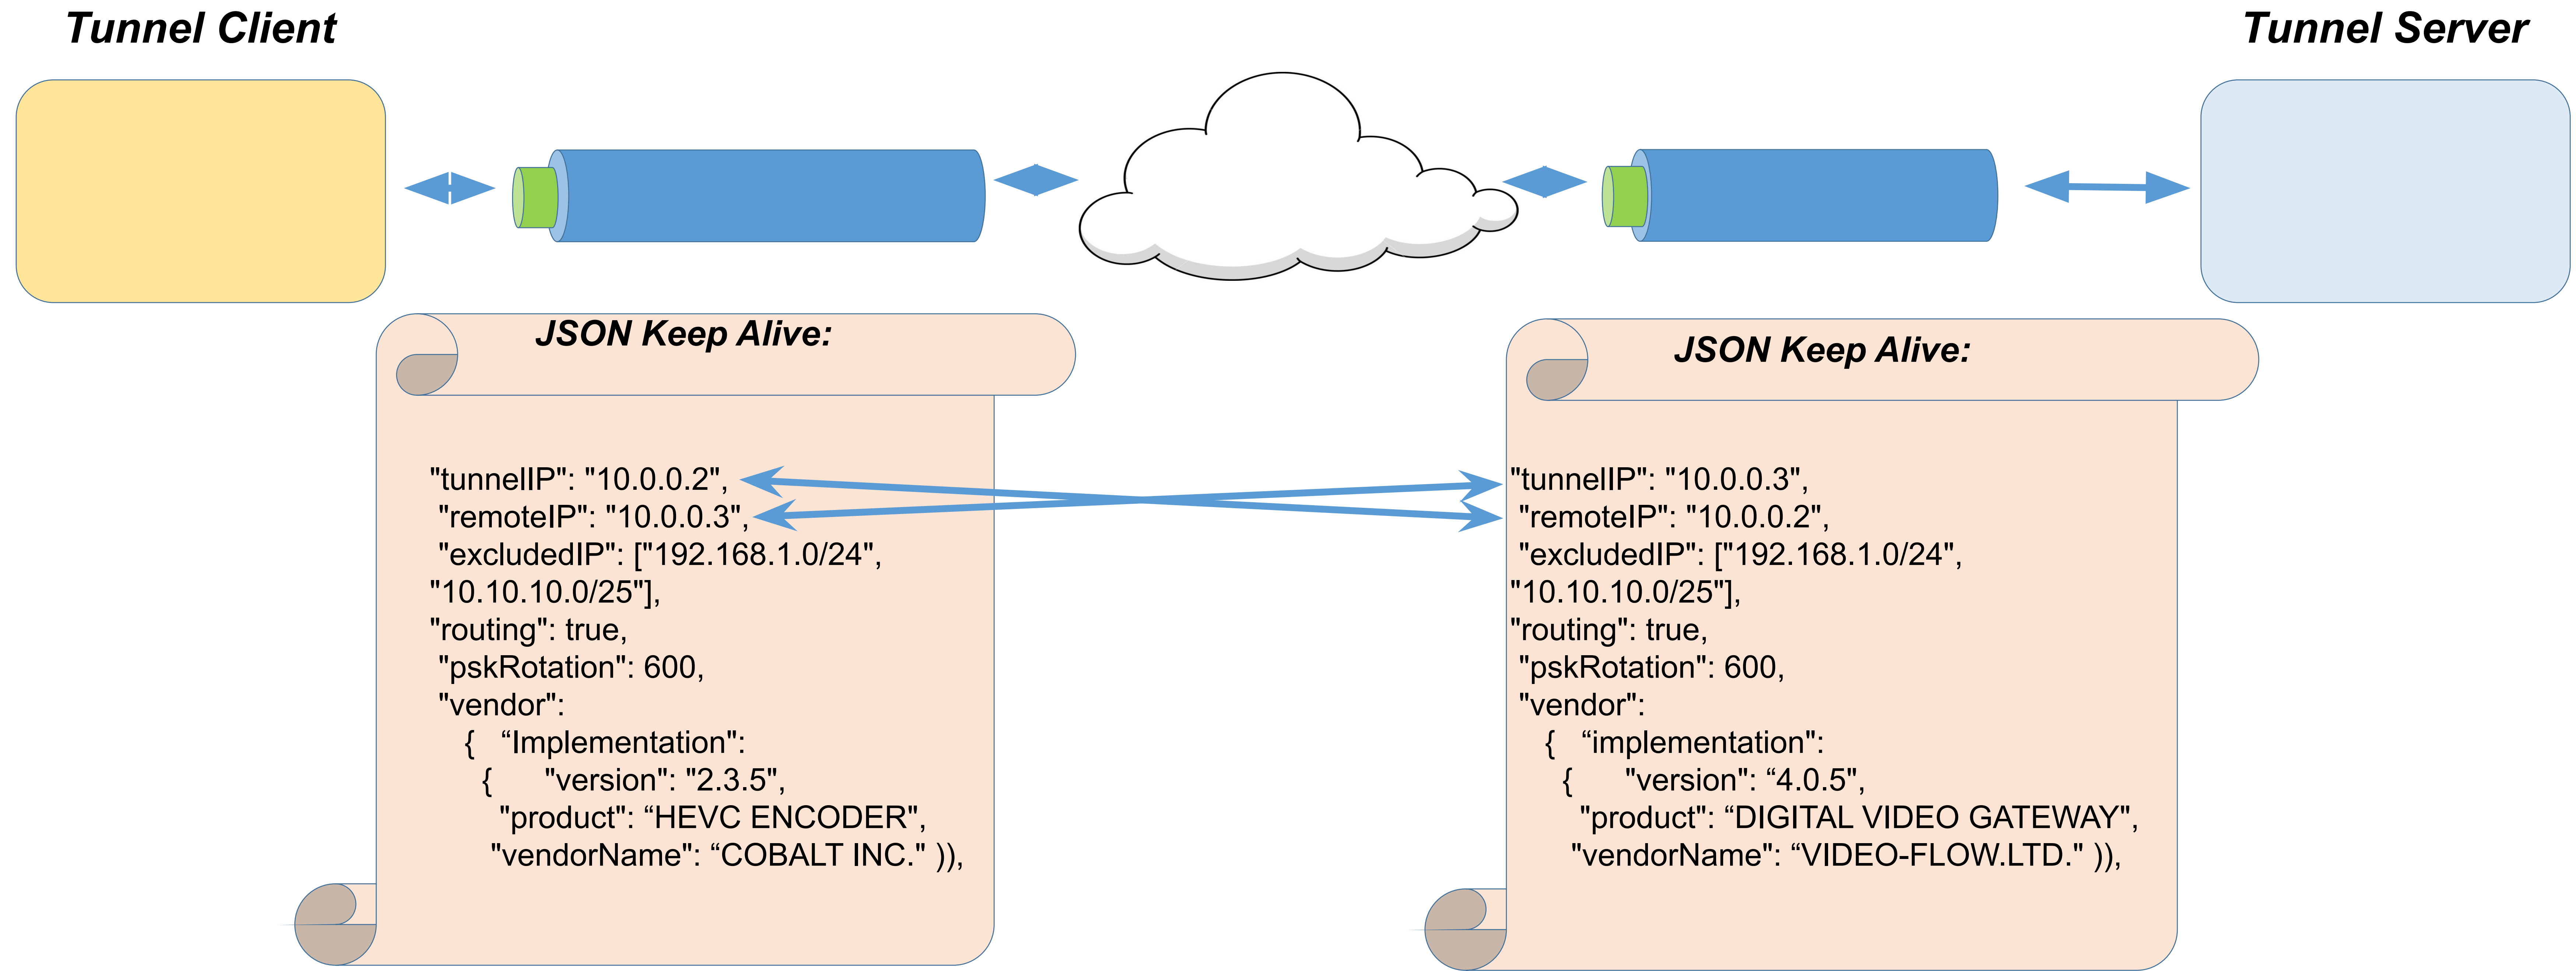 Tunnel Client
Tunnel Server
JSON Keep Alive:
"tunnelIP": "10.0.0.2",
"remoteIP": "10.0.0.3",
"excludedIP": ["192.168.1.0/24",
"10.10.10.0/25"],
"routing": true,
"pskRotation": 600,
"vendor":
{ “Implementation":
{ "version": "2.3.5",
"product": “HEVC ENCODER",
"vendorName": “COBALT INC." )),
JSON Keep Alive:
"tunnelIP": "10.0.0.3",
"remoteIP": "10.0.0.2",
"excludedIP": ["192.168.1.0/24",
"10.10.10.0/25"],
"routing": true,
"pskRotation": 600,
"vendor":
{ “implementation":
{ "version": “4.0.5",
"product": “DIGITAL VIDEO GATEWAY",
"vendorName": “VIDEO-FLOW.LTD." )),